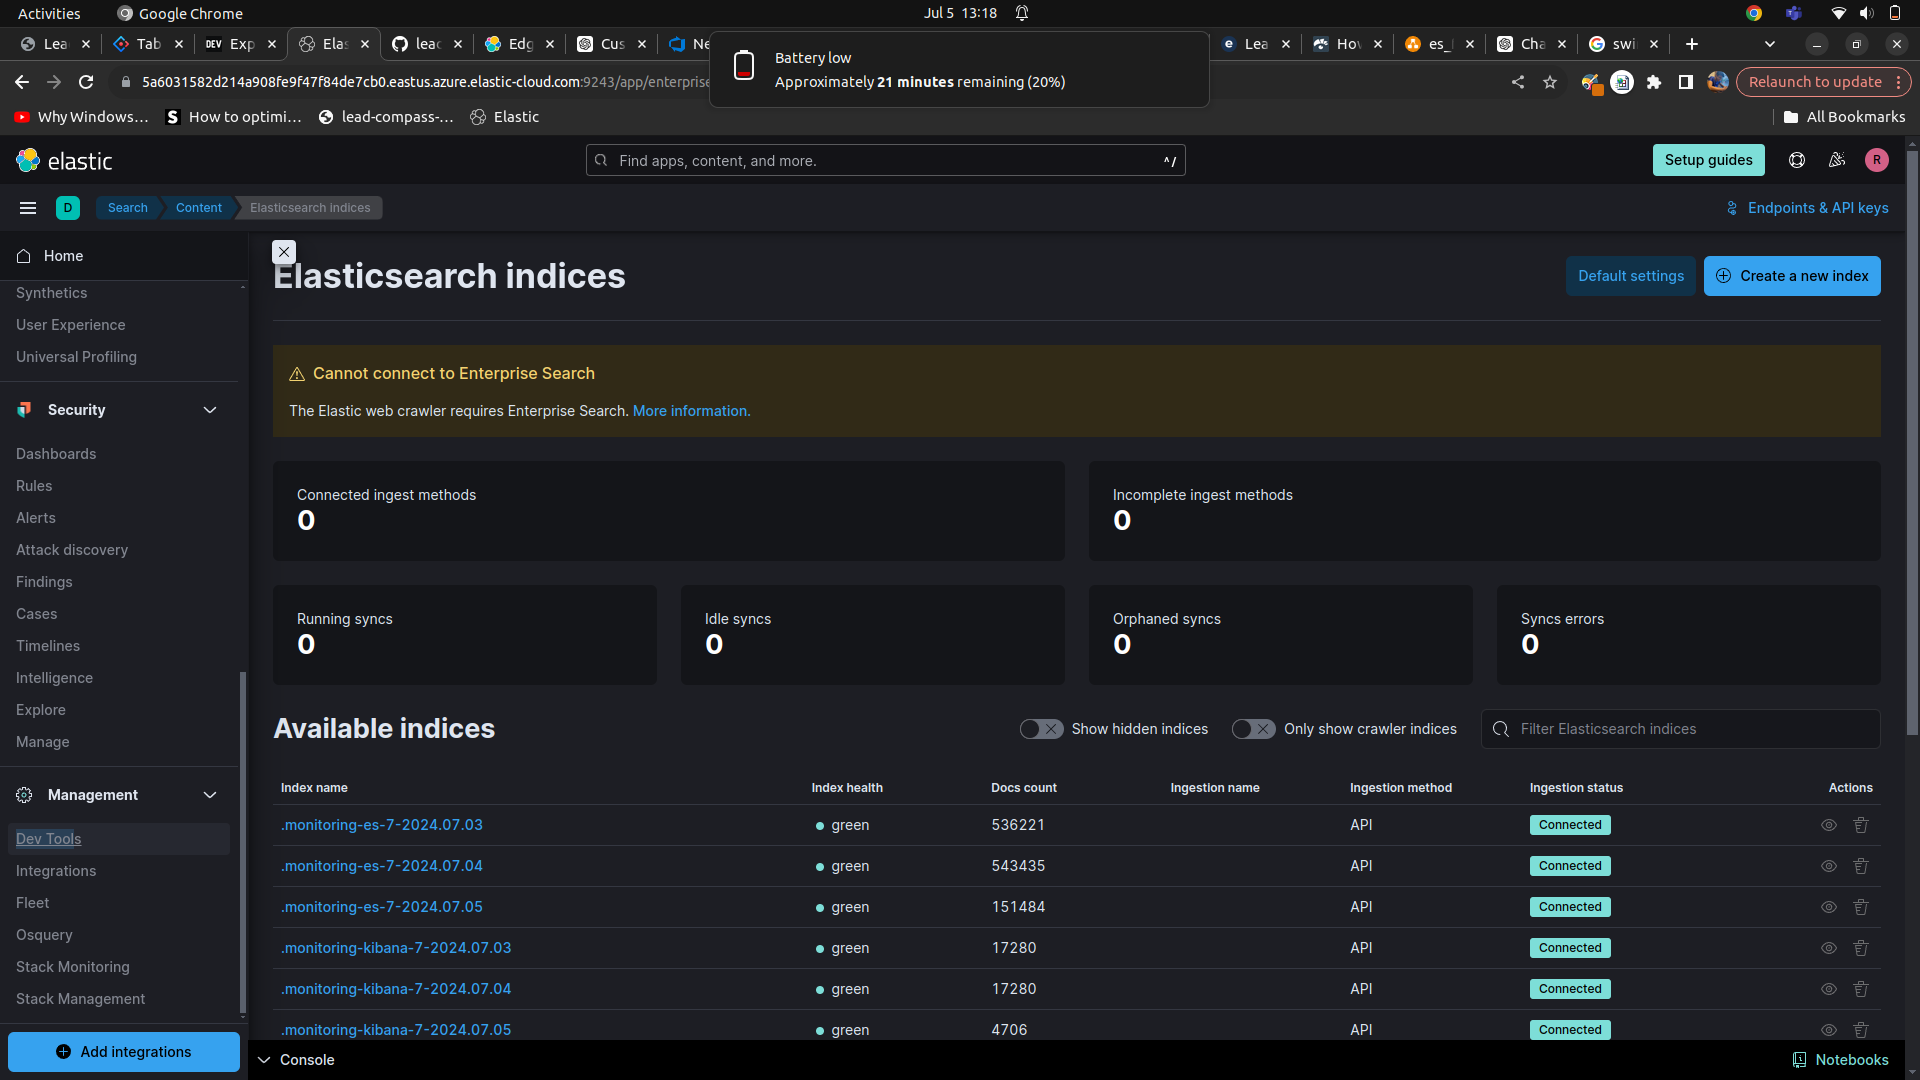 Activities Google Chrome Jul 5 13:18
Lea Tab DEV Exp Elas leac Edg Cus Ne Lea Hov es_ Cha swi
Battery low
Approximately 21 minutes remaining (20%)
5a6031582d214a908fe9f47f84de7cb0.eastus.azure.elastic-cloud.com:9243/app/enterprise Relaunch to update
Why Windows... S How to optimi... lead-compass-... Elastic All Bookmarks
elastic Find apps, content, and more. ^/ Setup guides R
D Search Content Elasticsearch indices Endpoints & API keys
Home
Synthetics
User Experience
Universal Profiling
Security
Dashboards
Rules
Alerts
Attack discovery
Findings
Cases
Timelines
Intelligence
Explore
Manage
Management
Dev Tools
Integrations
Fleet
Osquery
Stack Monitoring
Stack Management
Add integrations
Elasticsearch indices Default settings Create a new index
Cannot connect to Enterprise Search
The Elastic web crawler requires Enterprise Search. More information.
Connected ingest methods
0
Incomplete ingest methods
0
Running syncs
0
Idle syncs
0
Orphaned syncs
0
Syncs errors
0
Available indices Show hidden indices Only show crawler indices Filter Elasticsearch indices
Index name Index health Docs count Ingestion name Ingestion method Ingestion status Actions
.monitoring-es-7-2024.07.03 green 536221 API Connected
.monitoring-es-7-2024.07.04 green 543435 API Connected
.monitoring-es-7-2024.07.05 green 151484 API Connected
.monitoring-kibana-7-2024.07.03 green 17280 API Connected
.monitoring-kibana-7-2024.07.04 green 17280 API Connected
.monitoring-kibana-7-2024.07.05 green 4706 API Connected
Console Notebooks